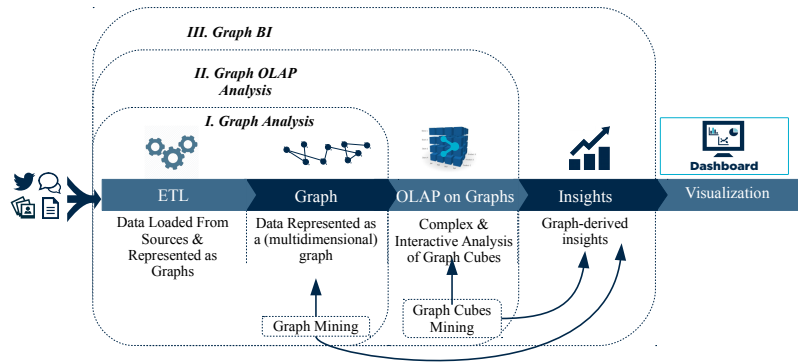 III. Graph BI
II. Graph OLAP
Analysis
I. Graph Analysis
Dashboard
ETL
Graph
OLAP on Graphs
Insights
Visualization
Data Loaded From
Sources &
Represented as
Graphs
Data Represented as
a (multidimensional)
graph
Complex &
Interactive Analysis
of Graph Cubes
Graph-derived
insights
Graph Mining
Graph Cubes
Mining